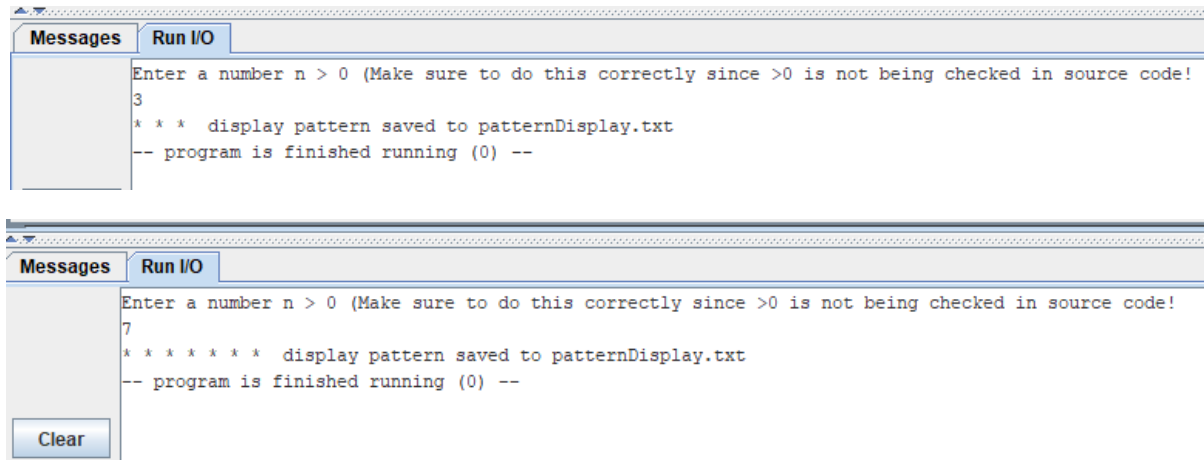 Messages Run I/O
Enter a number n > 0 (Make sure to do this correctly since >0 is not being checked in source code!
3
* * *  display pattern saved to patternDisplay.txt
-- program is finished running (0) --
Messages Run I/O
Enter a number n > 0 (Make sure to do this correctly since >0 is not being checked in source code!
7
* * * * * * *  display pattern saved to patternDisplay.txt
-- program is finished running (0) --
Clear